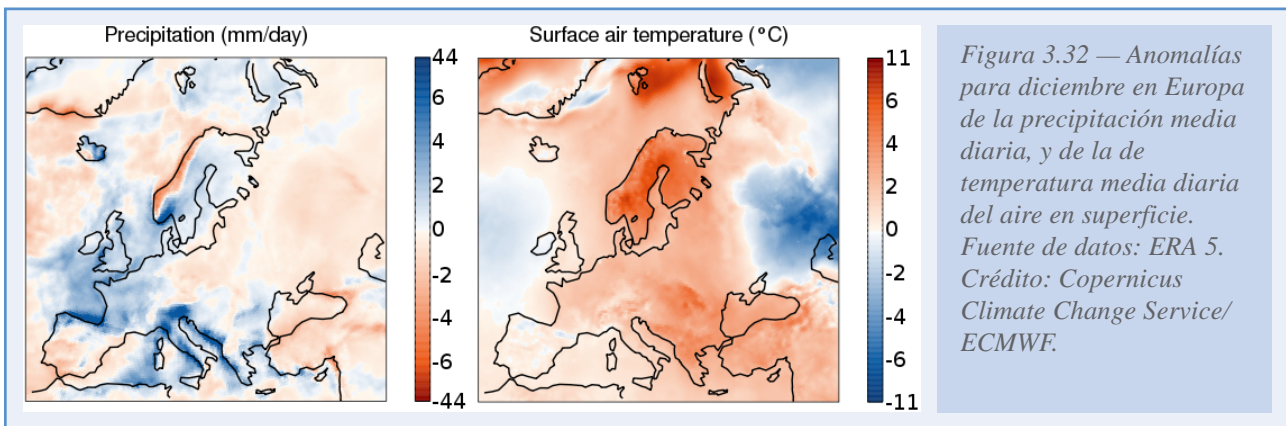 Precipitation (mm/day)
44
6
4
2
0
-2
-4
-6
-44
Surface air temperature (°C)
11
6
4
2
0
-2
-4
-6
-11
Figura 3.32 — Anomalías
para diciembre en Europa
de la precipitación media
diaria, y de la de
temperatura media diaria
del aire en superficie.
Fuente de datos: ERA 5.
Crédito: Copernicus
Climate Change Service/
ECMWF.